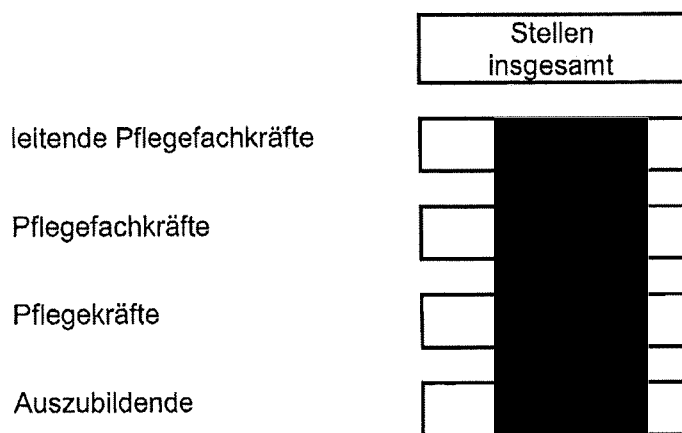 Stellen
insgesamt
leitende Pflegefachkräfte
Pflegefachkräfte
Pflegekräfte
Auszubildende